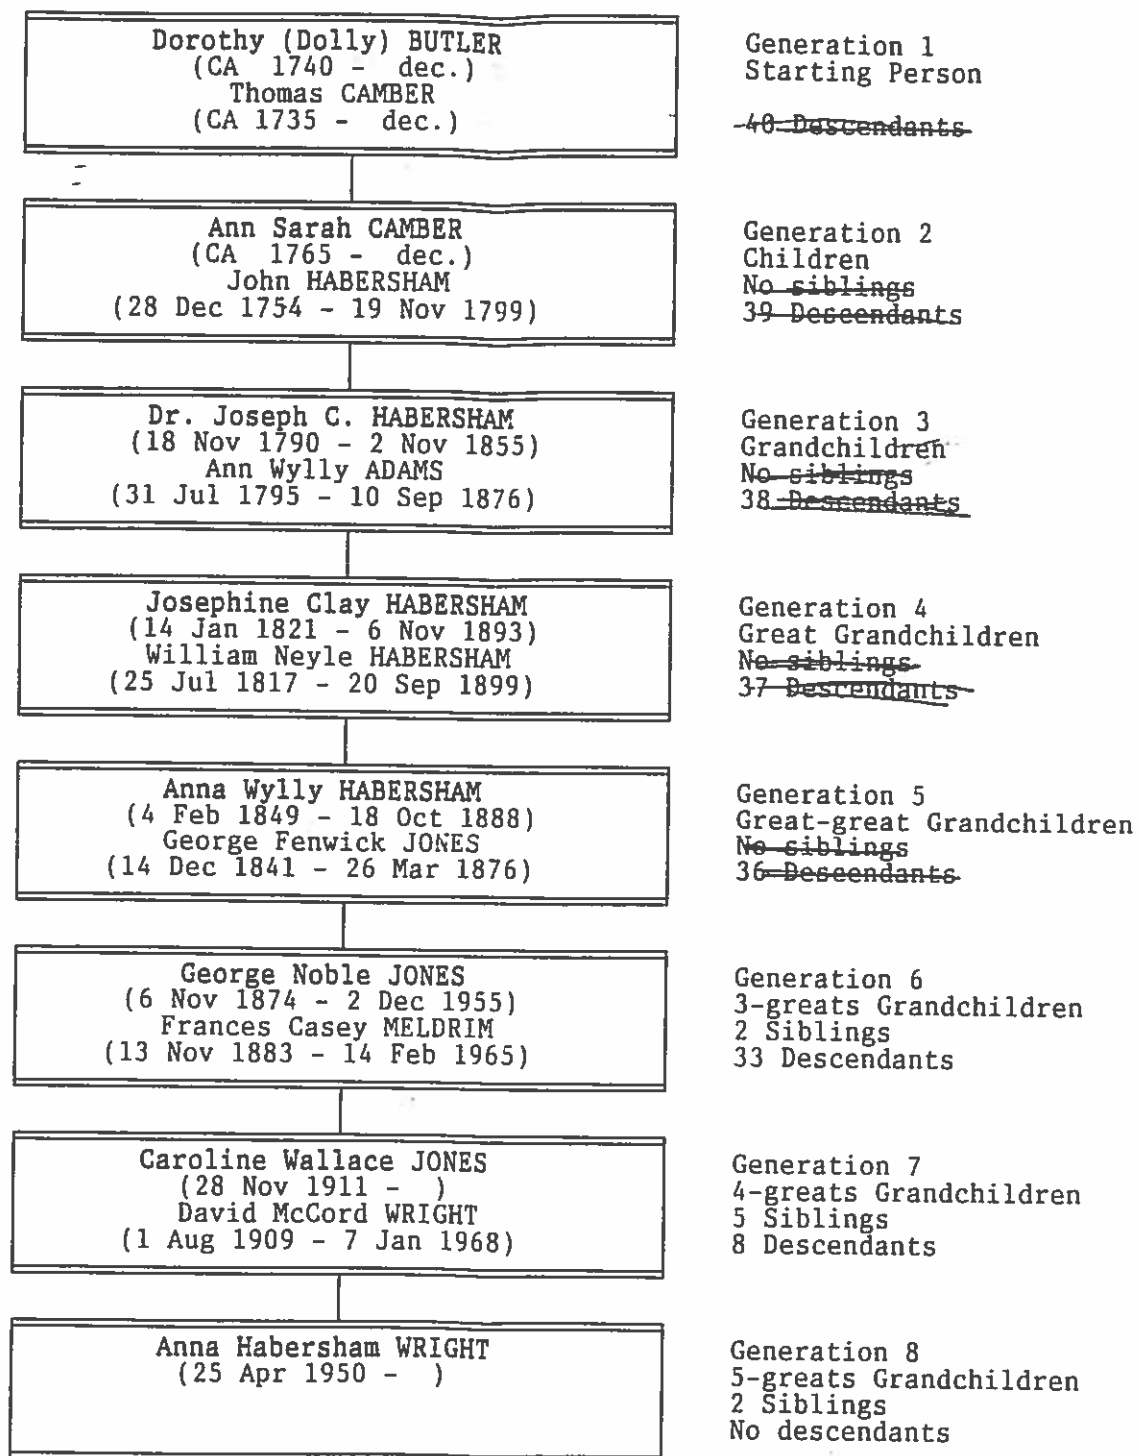 Dorothy (Dolly) BUTLER
(CA 1740 - dec.)
Thomas CAMBER
(CA 1735 - dec.)
Generation 1
Starting Person
40 Descendants
Ann Sarah CAMBER
(CA 1765 - dec.)
John HABERSHAM
(28 Dec 1754 - 19 Nov 1799)
Generation 2
Children
No siblings
39 Descendants
Dr. Joseph C. HABERSHAM
(18 Nov 1790 - 2 Nov 1855)
Ann Wylly ADAMS
(31 Jul 1795 - 10 Sep 1876)
Generation 3
Grandchildren
No siblings
38 Descendants
Josephine Clay HABERSHAM
(14 Jan 1821 - 6 Nov 1893)
William Neyle HABERSHAM
(25 Jul 1817 - 20 Sep 1899)
Generation 4
Great Grandchildren
No siblings
37 Descendants
Anna Wylly HABERSHAM
(4 Feb 1849 - 18 Oct 1888)
George Fenwick JONES
(14 Dec 1841 - 26 Mar 1876)
Generation 5
Great-great Grandchildren
No siblings
36 Descendants
George Noble JONES
(6 Nov 1874 - 2 Dec 1955)
Frances Casey MELDRIM
(13 Nov 1883 - 14 Feb 1965)
Generation 6
3-greats Grandchildren
2 Siblings
33 Descendants
Caroline Wallace JONES
(28 Nov 1911 - )
David McCord WRIGHT
(1 Aug 1909 - 7 Jan 1968)
Generation 7
4-greats Grandchildren
5 Siblings
8 Descendants
Anna Habersham WRIGHT
(25 Apr 1950 - )
Generation 8
5-greats Grandchildren
2 Siblings
No descendants